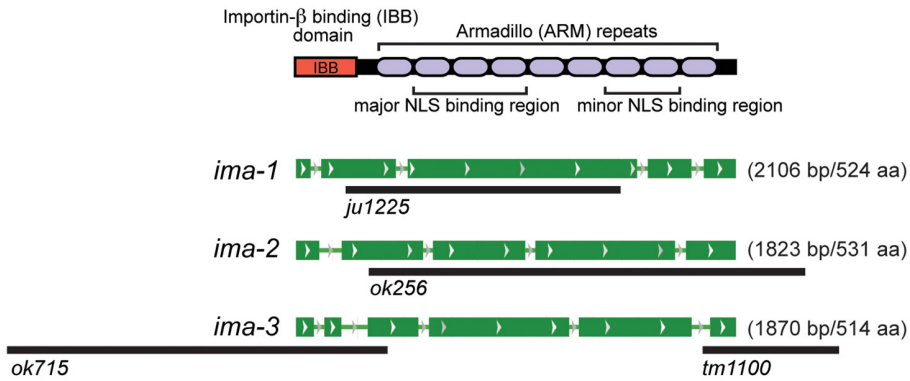 Importin-β binding (IBB)
domain
Armadillo (ARM) repeats
IBB
major NLS binding region
minor NLS binding region
ima-1
(2106 bp/524 aa)
ju1225
ima-2
(1823 bp/531 aa)
ok256
ima-3
(1870 bp/514 aa)
ok715
tm1100